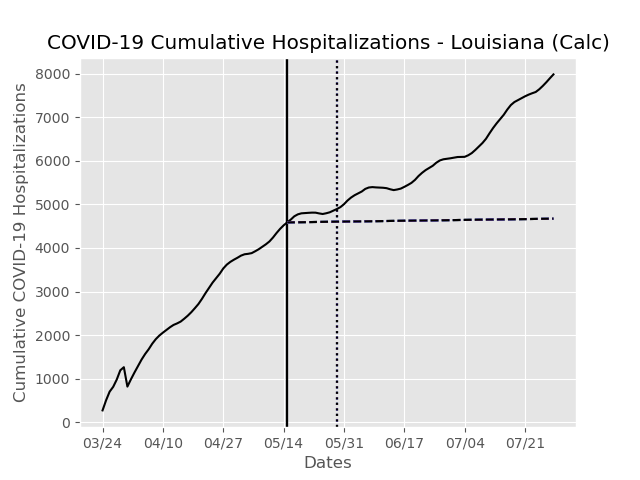 COVID-19 Cumulative Hospitalizations - Louisiana (Calc)
Cumulative COVID-19 Hospitalizations
8000
7000
6000
5000
4000
3000
2000
1000
0
03/24 04/10 04/27 05/14 05/31 06/17 07/04 07/21
Dates